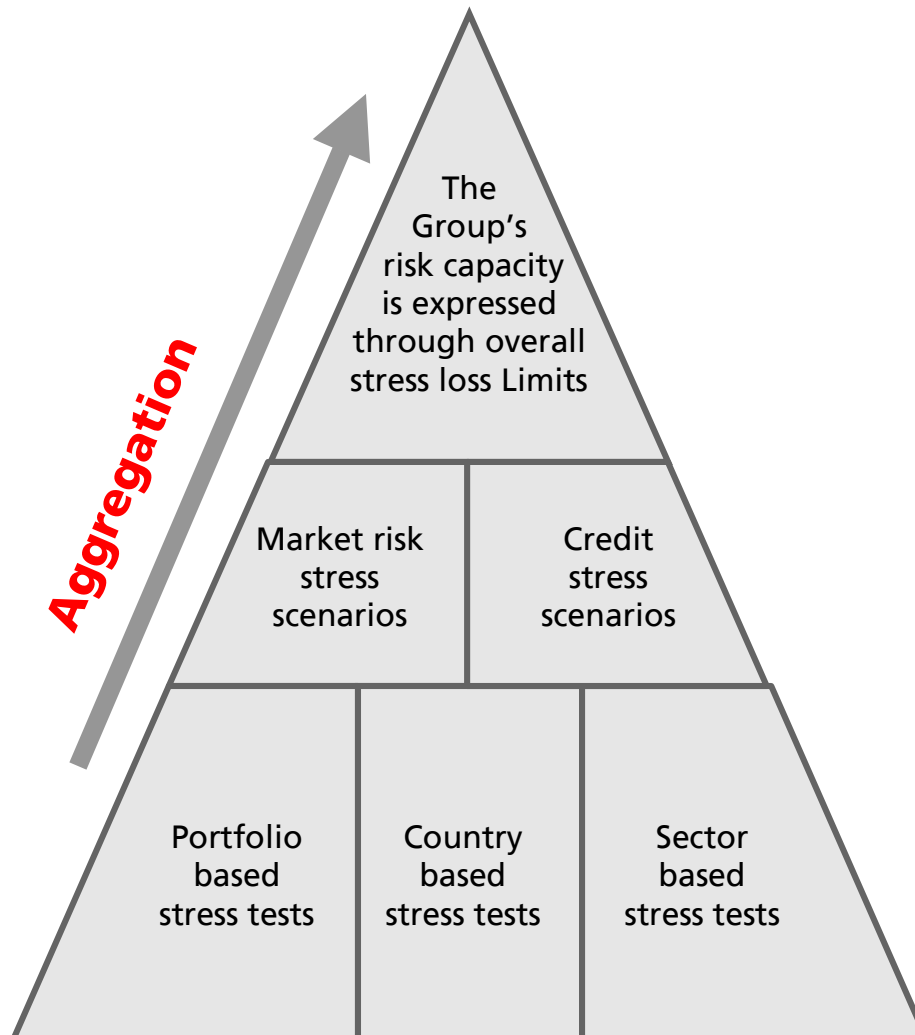 The
Group’s
risk capacity
is expressed
through overall
stress loss Limits
Aggregation
Market risk
stress
scenarios
Credit
stress
scenarios
Portfolio
based
stress tests
Country
based
stress tests
Sector
based
stress tests